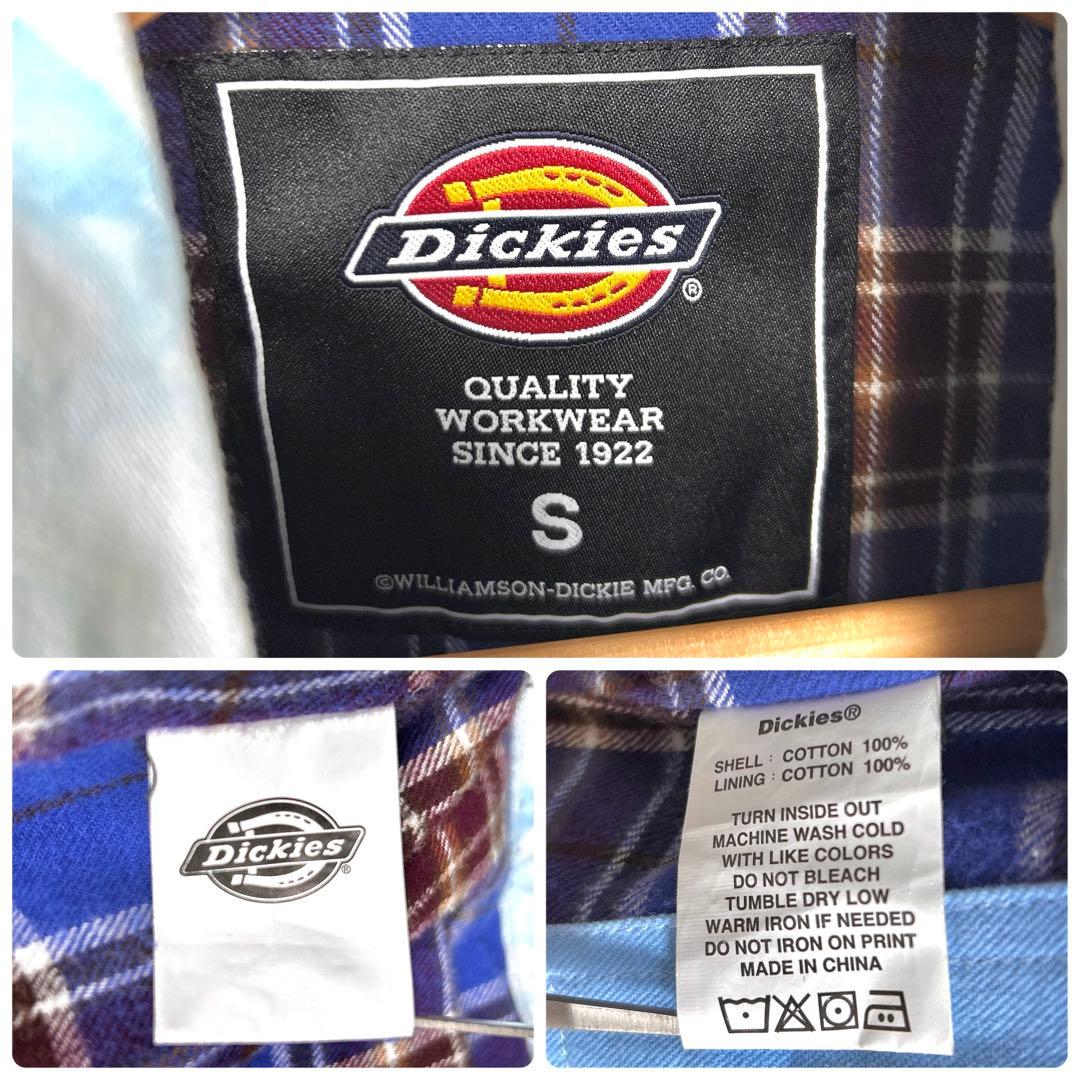 Dickies®
QUALITY
WORKWEAR
SINCE 1922
S
©WILLIAMSON-DICKIE MFG. CO.
Dickies®
Dickies®
SHELL : COTTON 100%
LINING : COTTON 100%
TURN INSIDE OUT
MACHINE WASH COLD
WITH LIKE COLORS
DO NOT BLEACH
TUMBLE DRY LOW
WARM IRON IF NEEDED
DO NOT IRON ON PRINT
MADE IN CHINA